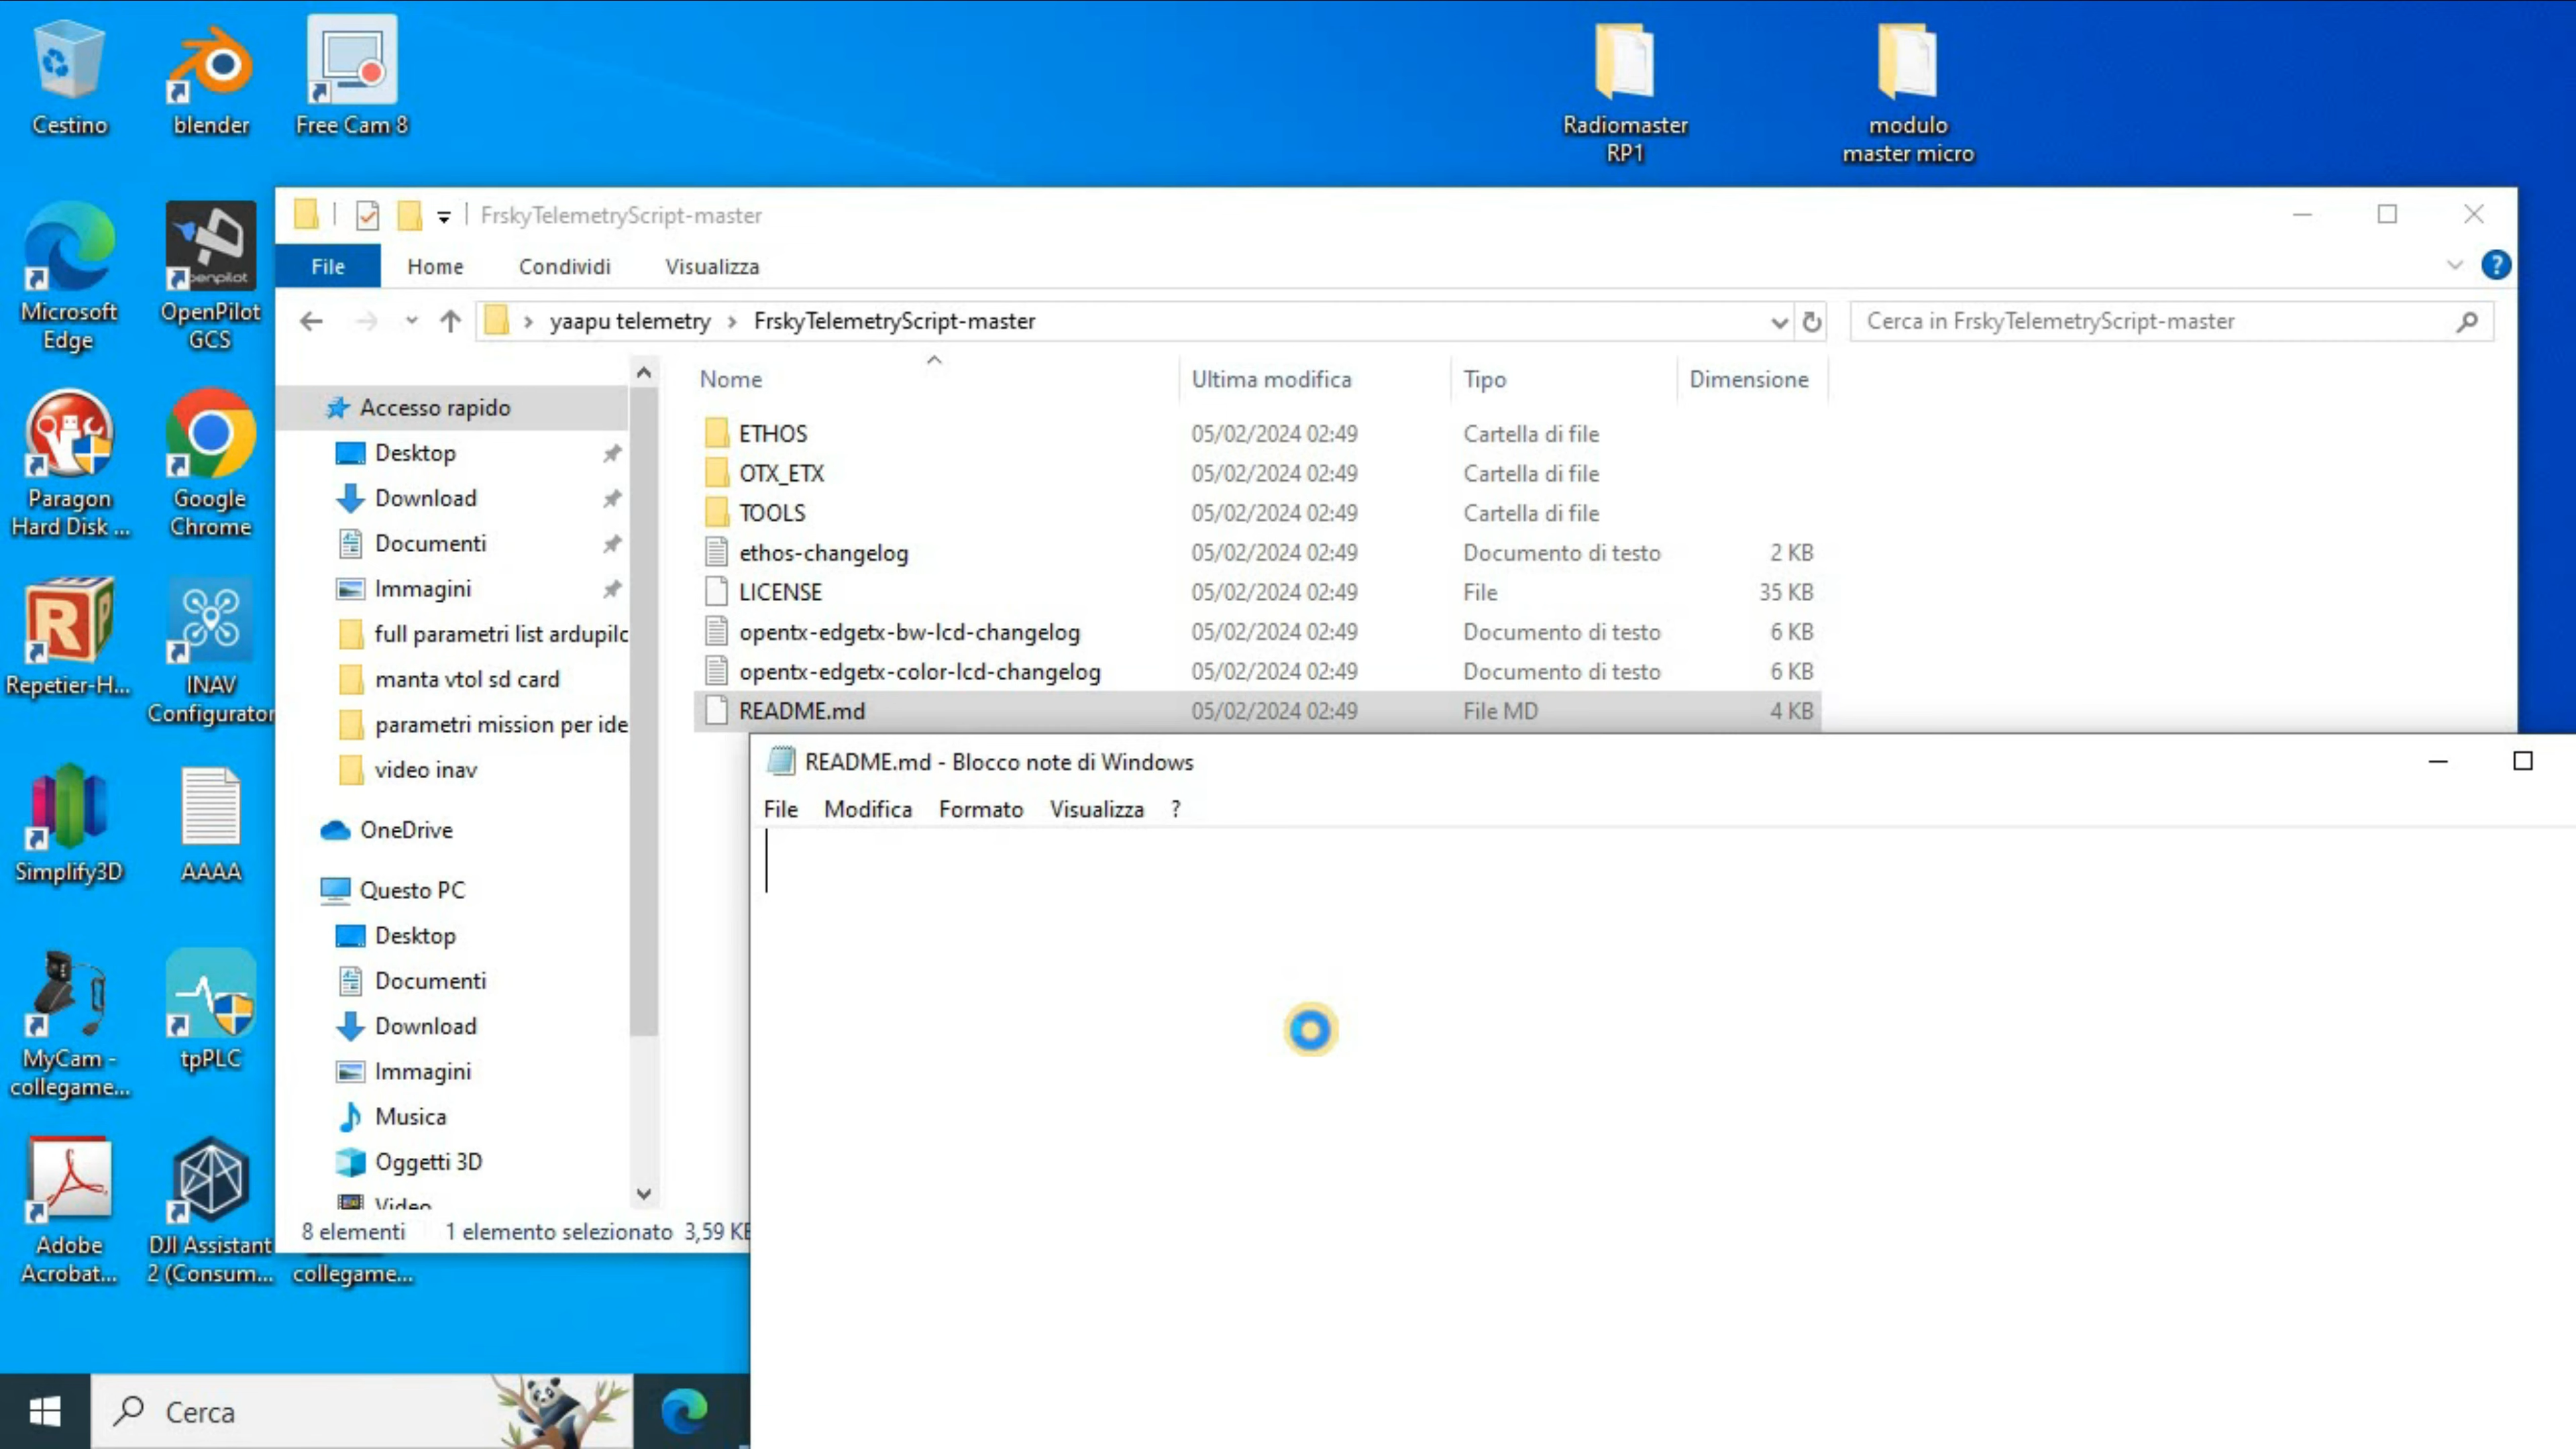 Cestino
blender
Free Cam 8
Radiomaster
RP1
modulo
master micro
Microsoft
Edge
OpenPilot
GCS
Paragon
Hard Disk ...
Google
Chrome
Repetier-H...
INAV
Configurator
Simplify3D
AAAA
MyCam -
collegame...
tpPLC
Adobe
Acrobat...
DJI Assistant
2 (Consum...
collegame...
FrskyTelemetryScript-master
File Home Condividi Visualizza
yaapu telemetry › FrskyTelemetryScript-master
Cerca in FrskyTelemetryScript-master
Accesso rapido
Desktop
Download
Documenti
Immagini
full parametri list ardupilo
manta vtol sd card
parametri mission per ide
video inav
OneDrive
Questo PC
Desktop
Documenti
Download
Immagini
Musica
Oggetti 3D
Video
Nome Ultima modifica Tipo Dimensione
ETHOS 05/02/2024 02:49 Cartella di file
OTX_ETX 05/02/2024 02:49 Cartella di file
TOOLS 05/02/2024 02:49 Cartella di file
ethos-changelog 05/02/2024 02:49 Documento di testo 2 KB
LICENSE 05/02/2024 02:49 File 35 KB
opentx-edgetx-bw-lcd-changelog 05/02/2024 02:49 Documento di testo 6 KB
opentx-edgetx-color-lcd-changelog 05/02/2024 02:49 Documento di testo 6 KB
README.md 05/02/2024 02:49 File MD 4 KB
8 elementi 1 elemento selezionato 3,59 KB
README.md - Blocco note di Windows
File Modifica Formato Visualizza ?
Cerca